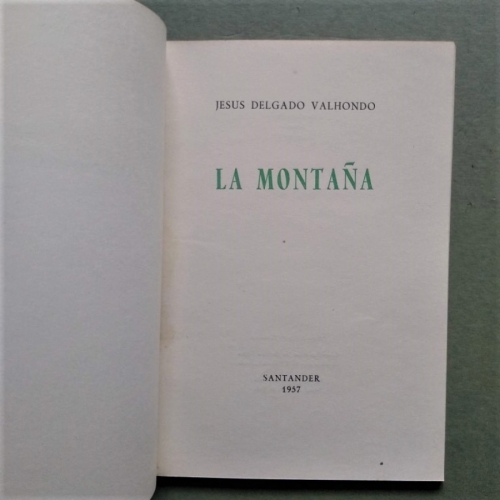 JESUS DELGADO VALHONDO
LA MONTAÑA
SANTANDER
1957